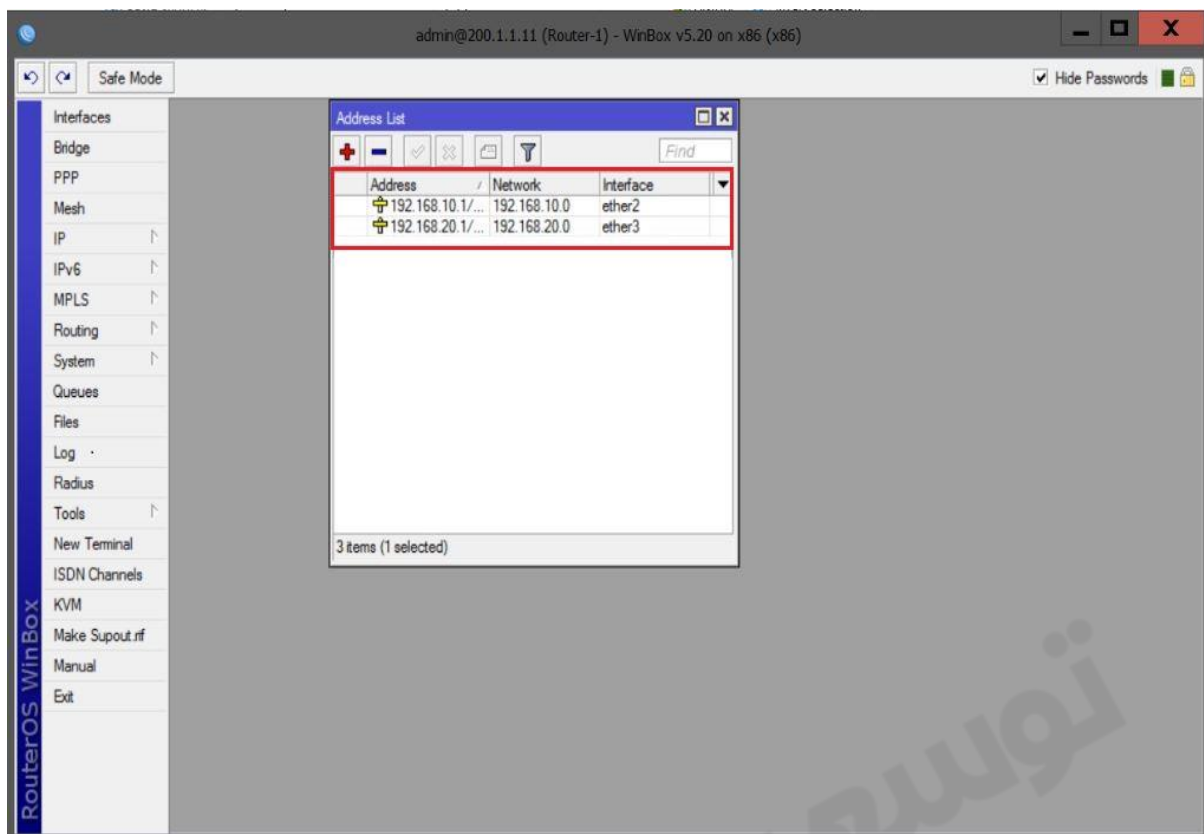 admin@200.1.1.11 (Router-1) - WinBox v5.20 on x86 (x86)
Safe Mode
Hide Passwords
Interfaces
Bridge
PPP
Mesh
IP
IPv6
MPLS
Routing
System
Queues
Files
Log
Radius
Tools
New Terminal
ISDN Channels
KVM
Make Supout.rif
Manual
Exit
RouterOS WinBox
Address List
Find
Address Network Interface
192.168.10.1/... 192.168.10.0 ether2
192.168.20.1/... 192.168.20.0 ether3
3 items (1 selected)